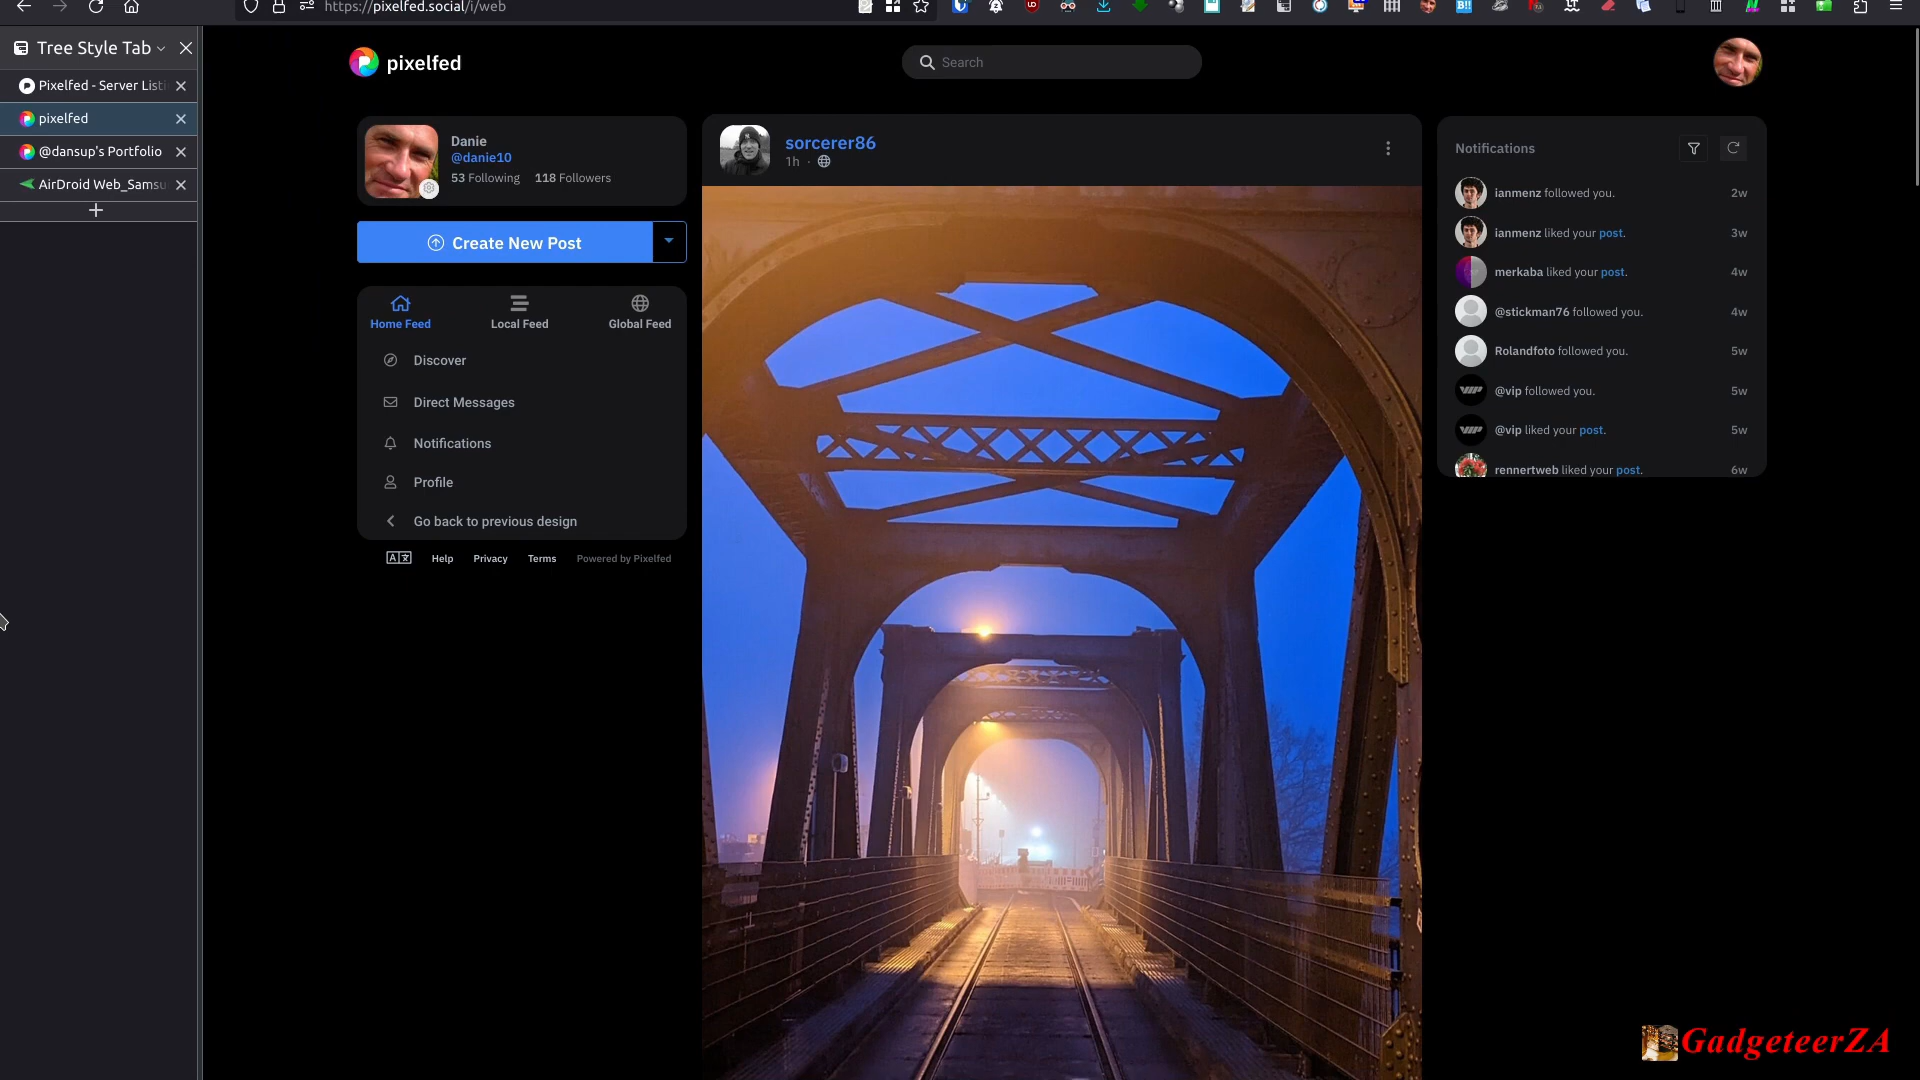 https://pixelfed.social/i/web
Tree Style Tab
Pixelfed - Server Listi
pixelfed
@dansup's Portfolio
AirDroid Web_Samsu
pixelfed
Search
Danie
@danie10
53 Following 118 Followers
Create New Post
Home Feed
Local Feed
Global Feed
Discover
Direct Messages
Notifications
Profile
Go back to previous design
Help Privacy Terms Powered by Pixelfed
sorcerer86
1h ·
Notifications
ianmenz followed you. 2w
ianmenz liked your post. 3w
merkaba liked your post. 4w
@stickman76 followed you. 4w
Rolandfoto followed you. 5w
@vip followed you. 5w
@vip liked your post. 5w
rennertweb liked your post. 6w
GadgeteerZA